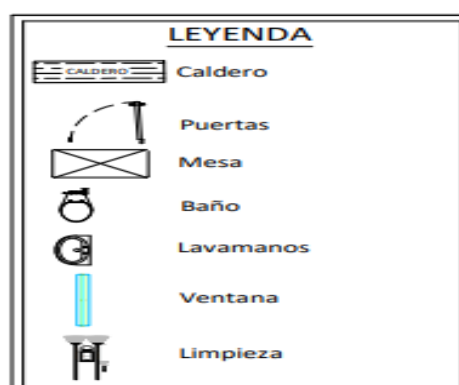 LEYENDA
CALDERO Caldero
Puertas
Mesa
Baño
Lavamanos
Ventana
Limpieza